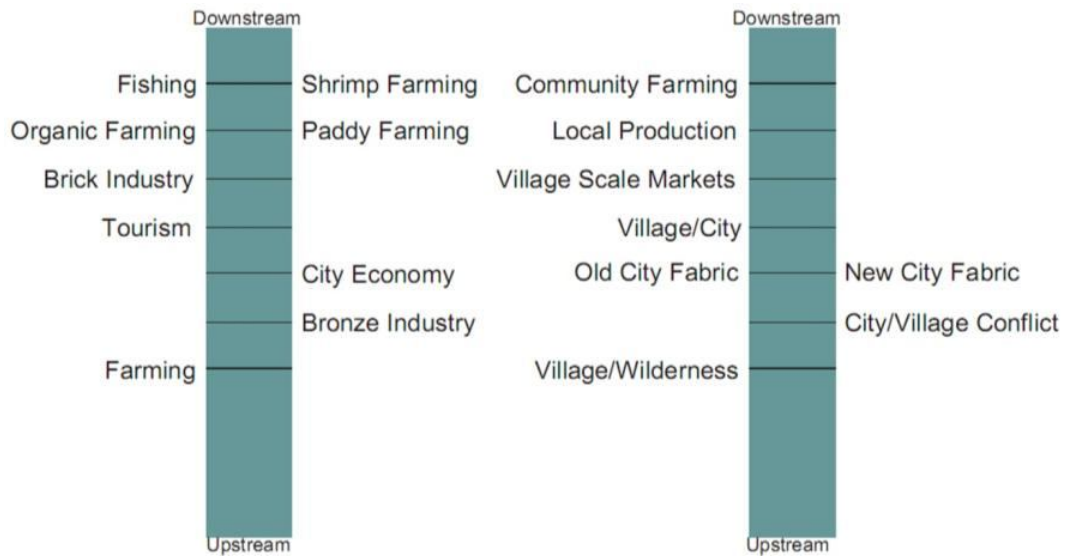 Downstream
Fishing
Shrimp Farming
Organic Farming
Paddy Farming
Brick Industry
Tourism
City Economy
Bronze Industry
Farming
Upstream
Downstream
Community Farming
Local Production
Village Scale Markets
Village/City
Old City Fabric
New City Fabric
City/Village Conflict
Village/Wilderness
Upstream